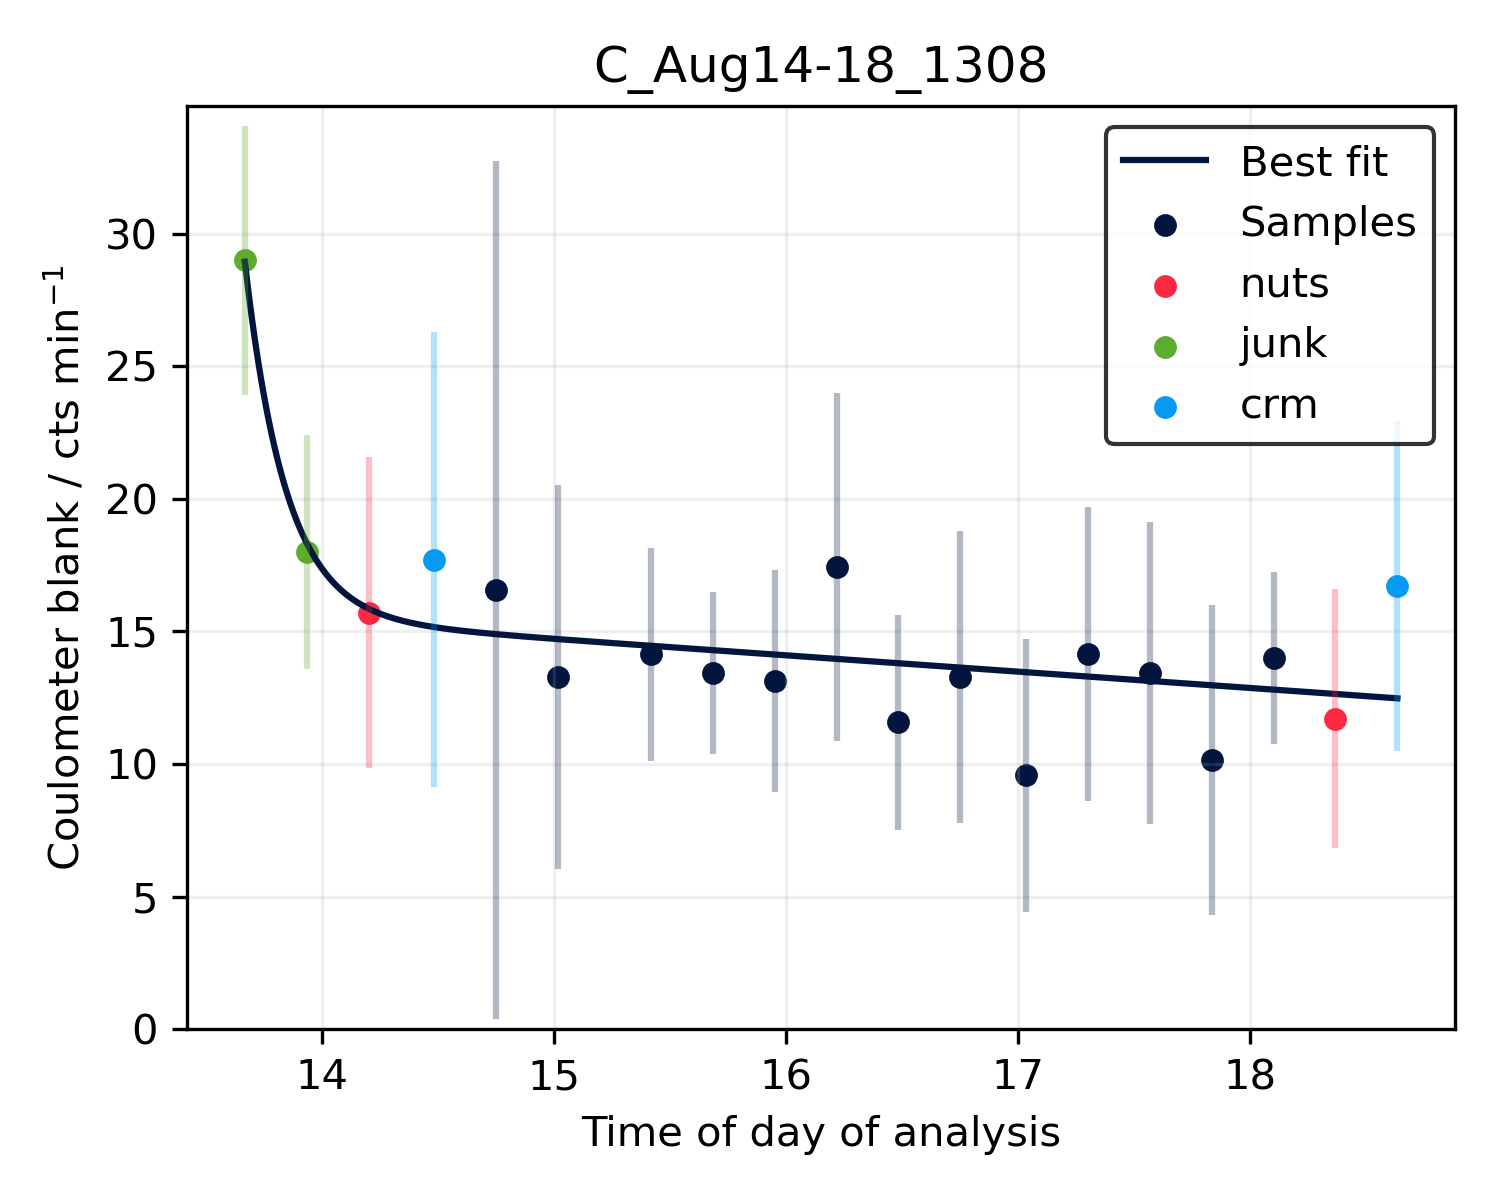 C_Aug14-18_1308
Best fit
Samples
nuts
junk
crm
Coulometer blank / cts min⁻¹
30
25
20
15
10
5
0
14 15 16 17 18
Time of day of analysis